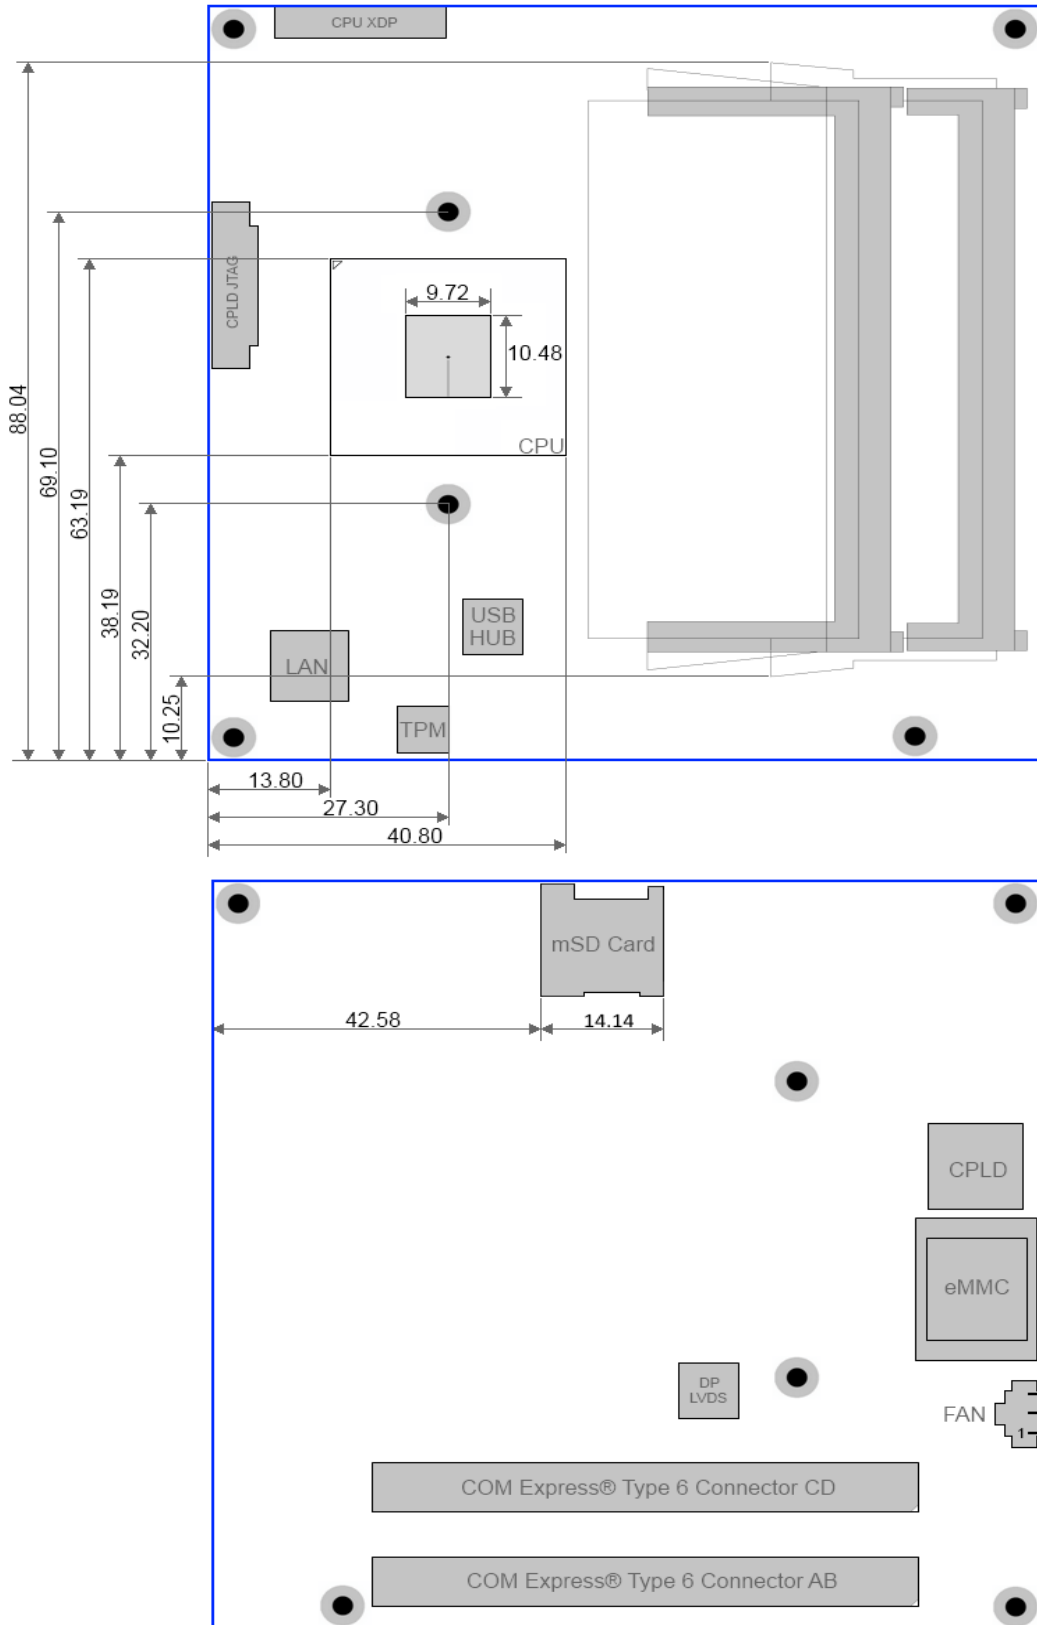 CPU XDP
CPLD JTAG
9.72
10.48
CPU
88.04
69.10
63.19
38.19
32.20
10.25
USB
HUB
LAN
TPM
13.80
27.30
40.80
mSD Card
42.58
14.14
CPLD
eMMC
DP
LVDS
FAN
1
COM Express® Type 6 Connector CD
COM Express® Type 6 Connector AB